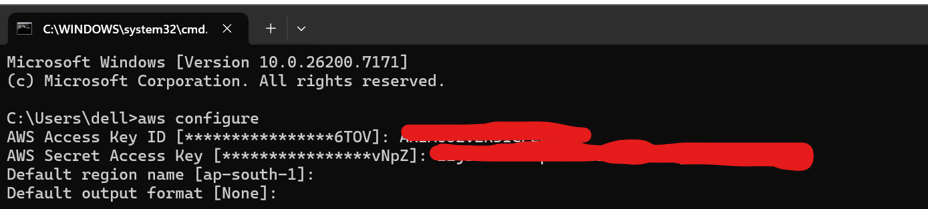 C:\WINDOWS\system32\cmd.
Microsoft Windows [Version 10.0.26200.7171]
(c) Microsoft Corporation. All rights reserved.
C:\Users\dell>aws configure
AWS Access Key ID [****************6TOV]:
AWS Secret Access Key [****************vNpZ]:
Default region name [ap-south-1]:
Default output format [None]: